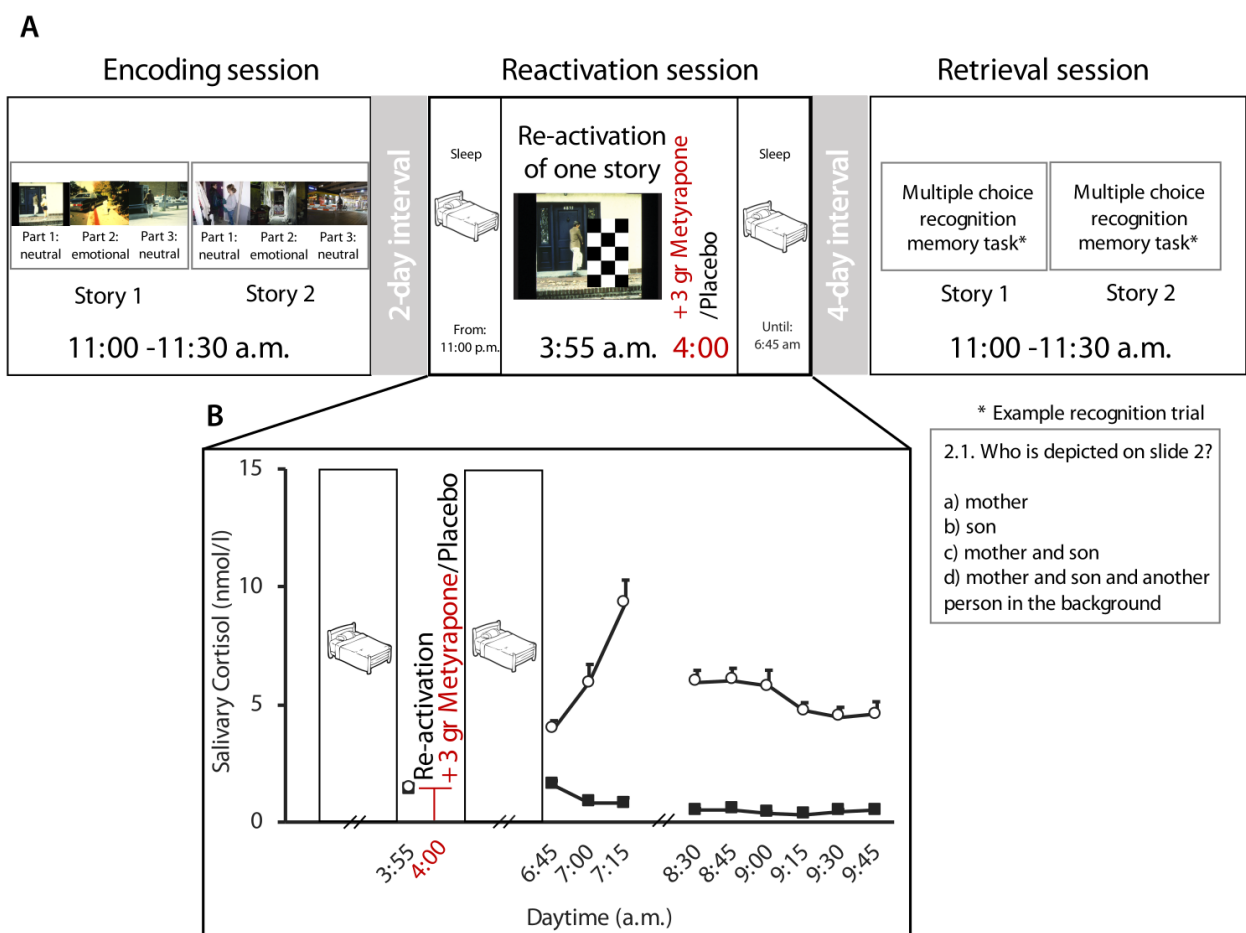 A
Encoding session
Reactivation session
Retrieval session
Part 1:
neutral
Part 2:
emotional
Part 3:
neutral
Story 1
Part 1:
neutral
Part 2:
emotional
Part 3:
neutral
Story 2
11:00 -11:30 a.m.
2-day interval
Sleep
From:
11:00 p.m.
Re-activation
of one story
3:55 a.m.
+ 3 gr Metyrapone
/Placebo
4:00
Sleep
Until:
6:45 am
4-day interval
Multiple choice
recognition
memory task*
Story 1
Multiple choice
recognition
memory task*
Story 2
11:00 -11:30 a.m.
* Example recognition trial
2.1. Who is depicted on slide 2?
a) mother
b) son
c) mother and son
d) mother and son and another
person in the background
B
Salivary Cortisol (nmol/l)
15
10
5
0
Re-activation
+ 3 gr Metyrapone/Placebo
3:55
4:00
6:45
7:00
7:15
8:30
8:45
9:00
9:15
9:30
9:45
Daytime (a.m.)